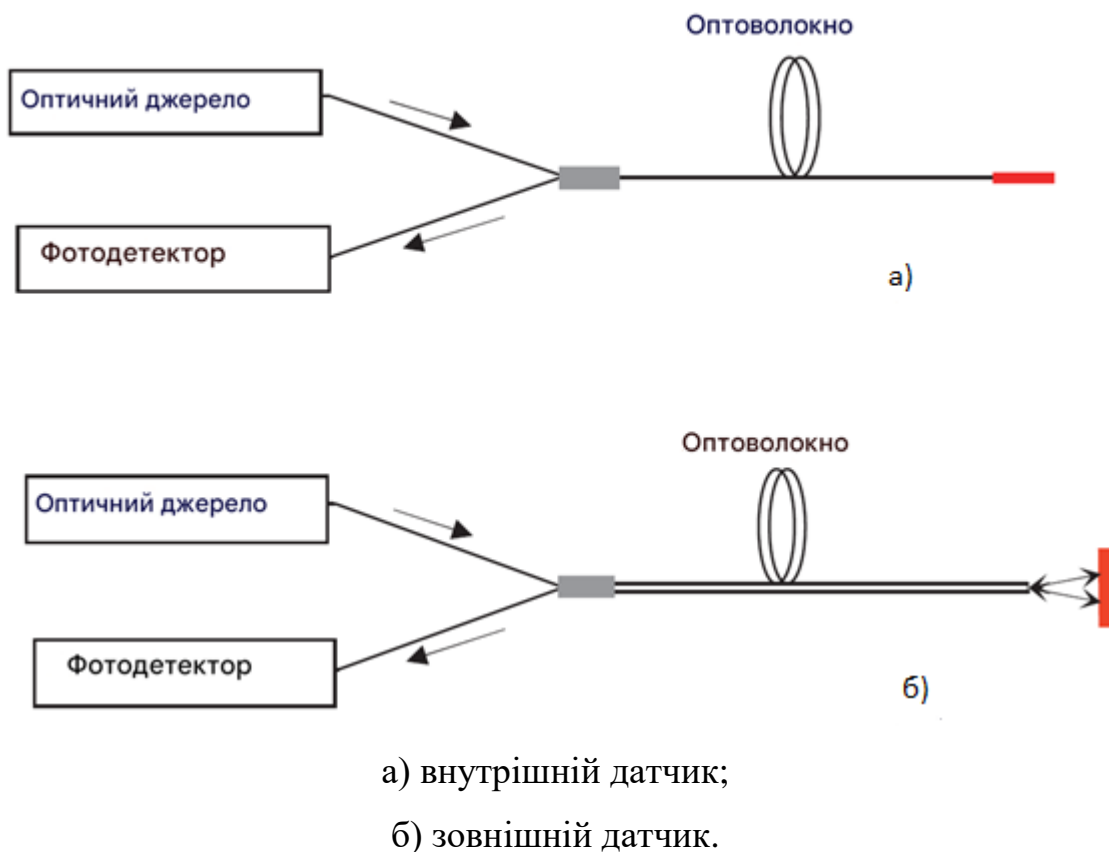 Оптоволокно
Оптичний джерело
Фотодетектор
а)
Оптоволокно
Оптичний джерело
Фотодетектор
б)
а) внутрішній датчик;
б) зовнішній датчик.